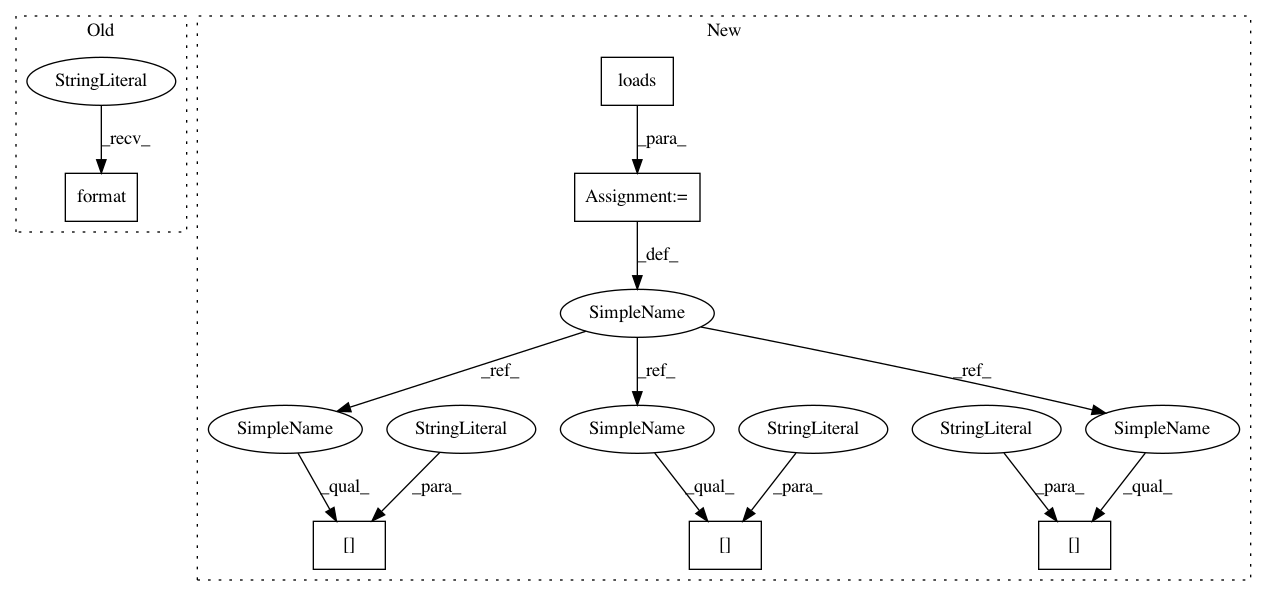 Old
New
StringLiteral
loads
_recv_
_para_
format
Assignment:=
_def_
SimpleName
_ref_
_ref_
_ref_
SimpleName
StringLiteral
SimpleName
StringLiteral
StringLiteral
SimpleName
_qual_
_para_
_qual_
_para_
_para_
_qual_
[]
[]
[]